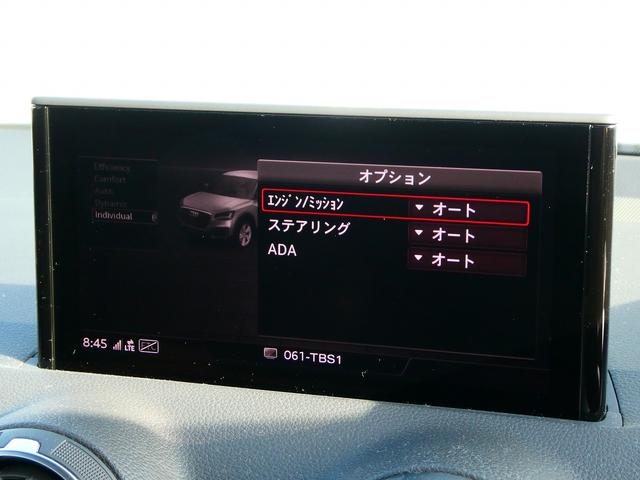 Efficiency
Comfort
Auto
Dynamic
Individual
オプション
ｴﾝｼﾞﾝ/ﾐｯｼｮﾝ
オート
ステアリング
オート
ADA
オート
8:45
LTE
061-TBS1